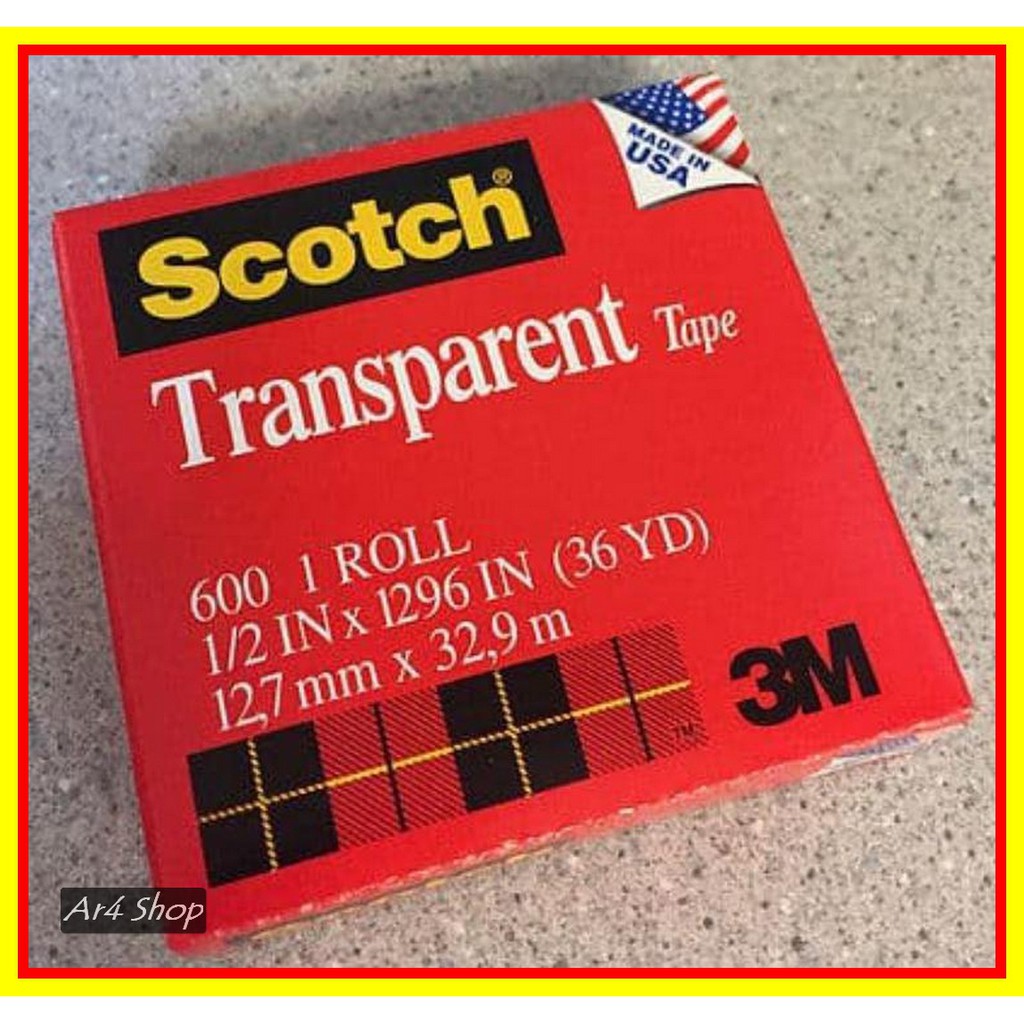 MADE IN
USA
Scotch®
Transparent Tape
600 1 ROLL
1/2 IN x 1296 IN (36 YD)
12,7 mm x 32,9 m
3M
TM
Ar4 Shop